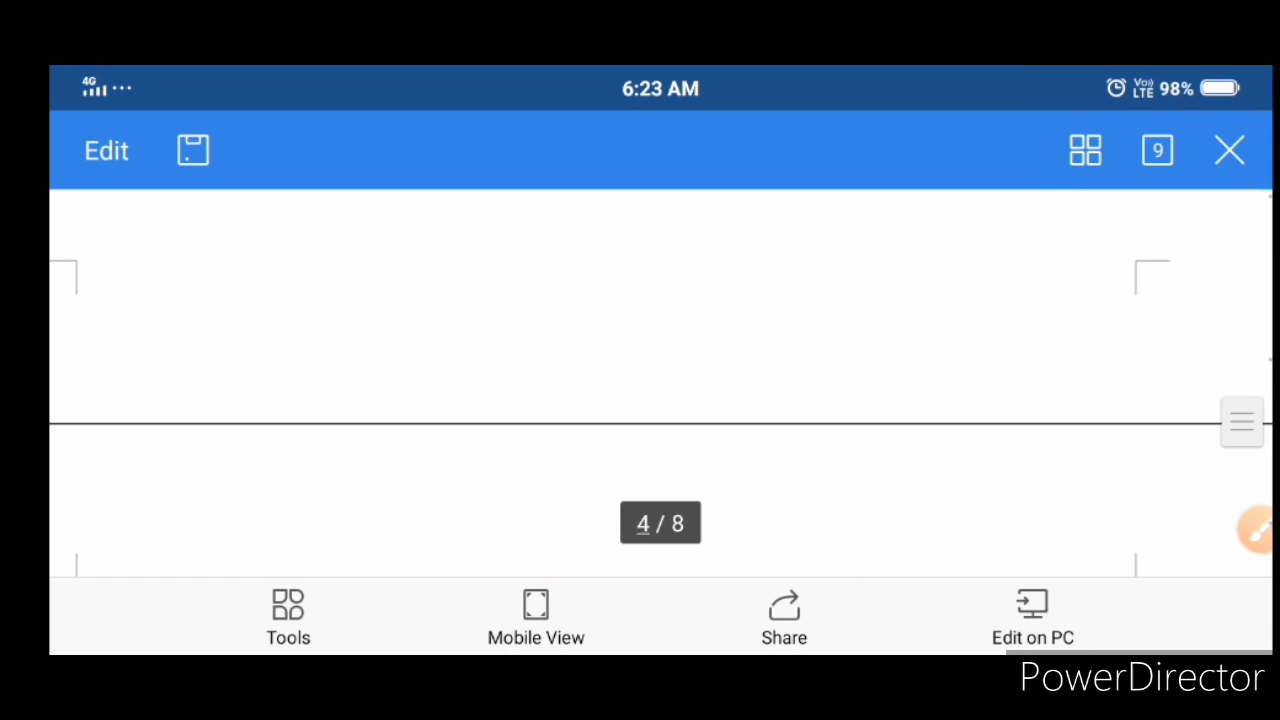 4G 6:23 AM Vo)) LTE 98%
Edit 9
4 / 8
Tools Mobile View Share Edit on PC
PowerDirector